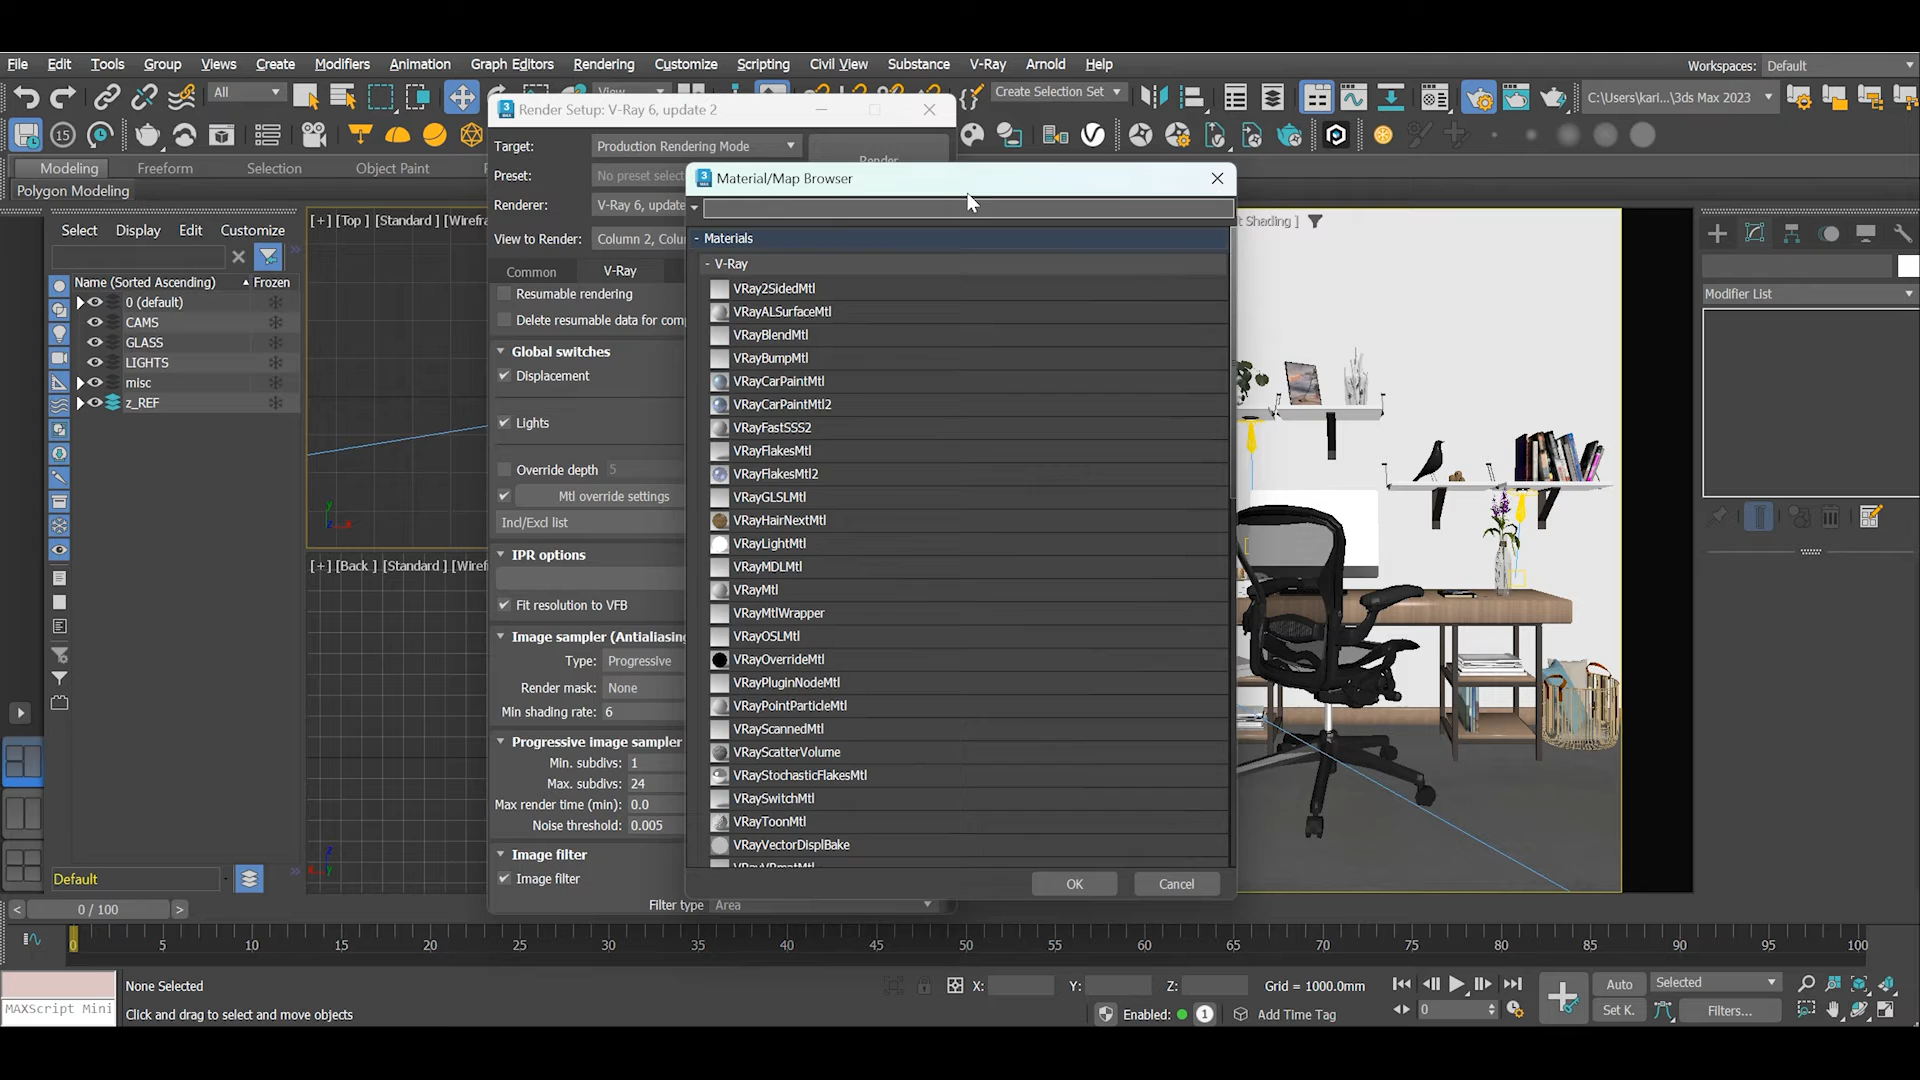 File Edit Tools Group Views Create Modifiers Animation Graph Editors Rendering Customize Scripting Civil View Substance V-Ray Arnold Help
Workspaces: Default
All
View
Create Selection Set
C:\Users\kari...\3ds Max 2023
15
Modeling Freeform Selection Object Paint
Polygon Modeling
Select Display Edit Customize
Name (Sorted Ascending) Frozen
0 (default)
CAMS
GLASS
LIGHTS
misc
z_REF
Default
[+] [Top ] [Standard ]
[+] [Back ] [Standard ]
Shading ]
Render Setup: V-Ray 6, update 2
Target: Production Rendering Mode
Render
Preset: No preset
Renderer: V-Ray 6,
View to Render: Column 2,
Common V-Ray
Resumable rendering
Delete resumable data for
Global switches
Displacement
Lights
Override depth 5
Mtl override settings
Incl/Excl list
IPR options
Fit resolution to VFB
Image sampler
Type: Progressive
Render mask: None
Min shading rate: 6
Progressive image sampler
Min. subdivs: 1
Max. subdivs: 24
Max render time (min): 0.0
Noise threshold: 0.005
Image filter
Image filter
Filter type Area
Material/Map Browser
- Materials
- V-Ray
VRay2SidedMtl
VRayALSurfaceMtl
VRayBlendMtl
VRayBumpMtl
VRayCarPaintMtl
VRayCarPaintMtl2
VRayFastSSS2
VRayFlakesMtl
VRayFlakesMtl2
VRayGLSLMtl
VRayHairNextMtl
VRayLightMtl
VRayMDLMtl
VRayMtl
VRayMtlWrapper
VRayOSLMtl
VRayOverrideMtl
VRayPluginNodeMtl
VRayPointParticleMtl
VRayScannedMtl
VRayScatterVolume
VRayStochasticFlakesMtl
VRaySwitchMtl
VRayToonMtl
VRayVectorDisplBake
OK Cancel
Modifier List
< 0 / 100 >
0 5 10 15 20 25 30 35 40 45 50 55 60 65 70 75 80 85 90 95 100
None Selected
X: Y: Z: Grid = 1000.0mm
Auto Selected
MAXScript Mini
Click and drag to select and move objects
Enabled: 1 Add Time Tag
0
Set K. Filters...